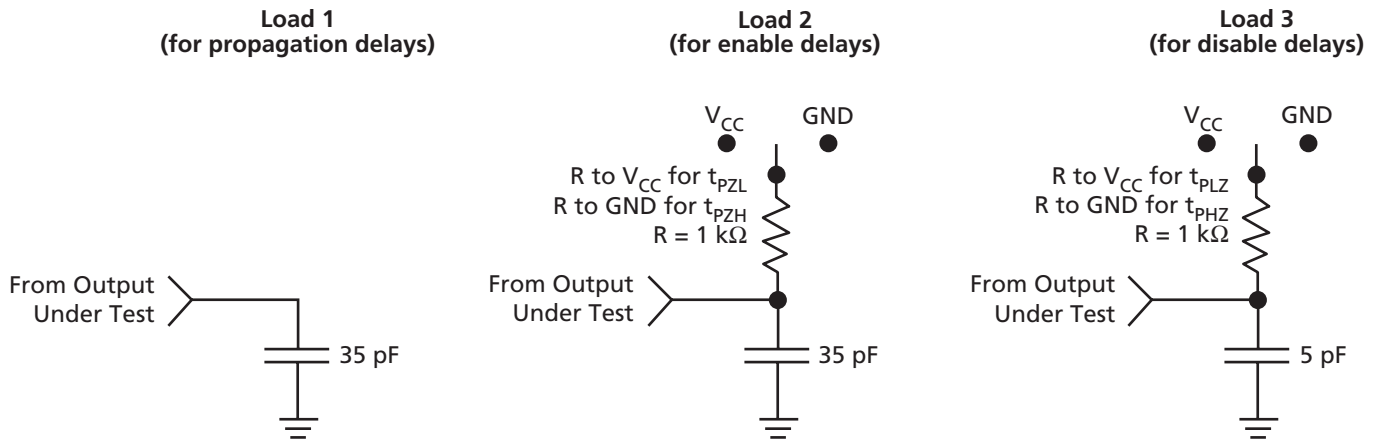 Load 1
(for propagation delays)
From Output
Under Test
35 pF
Load 2
(for enable delays)
VCC
GND
R to VCC for tPZL
R to GND for tPZH
R = 1 kΩ
From Output
Under Test
35 pF
Load 3
(for disable delays)
VCC
GND
R to VCC for tPLZ
R to GND for tPHZ
R = 1 kΩ
From Output
Under Test
5 pF